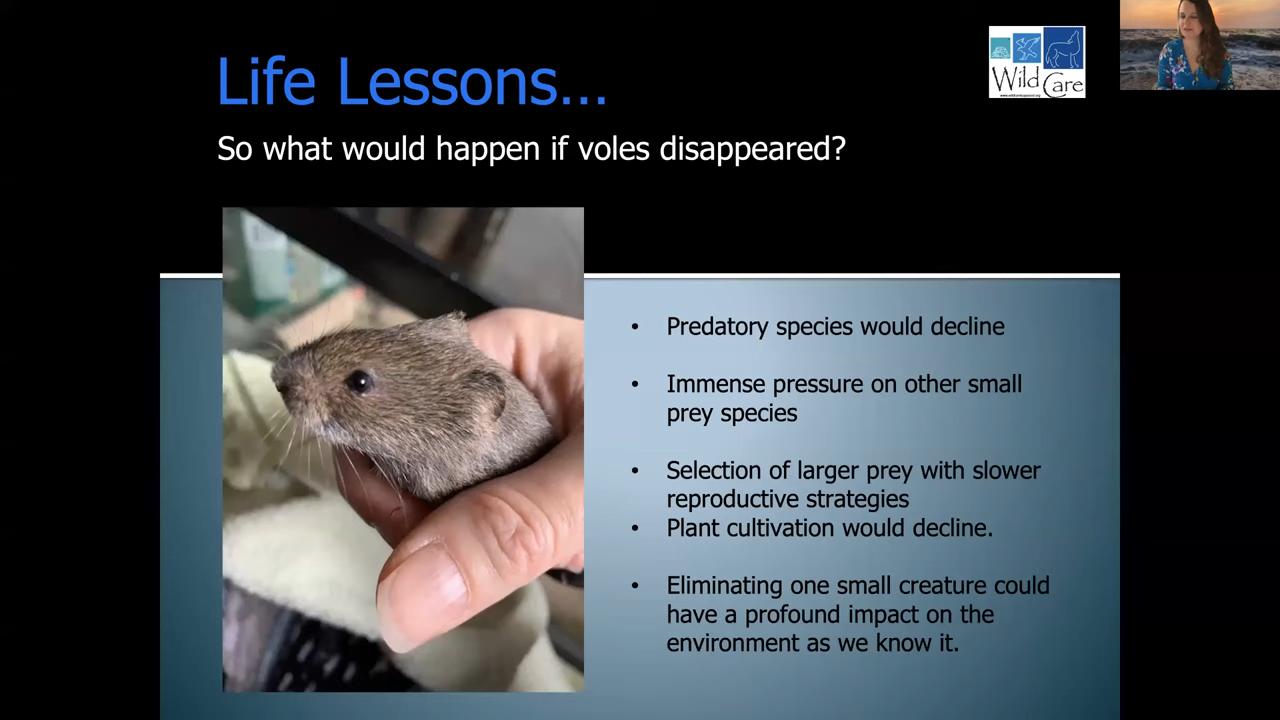 Life Lessons...
So what would happen if voles disappeared?
Wild Care
• Predatory species would decline
• Immense pressure on other small
prey species
• Selection of larger prey with slower
reproductive strategies
• Plant cultivation would decline.
• Eliminating one small creature could
have a profound impact on the
environment as we know it.